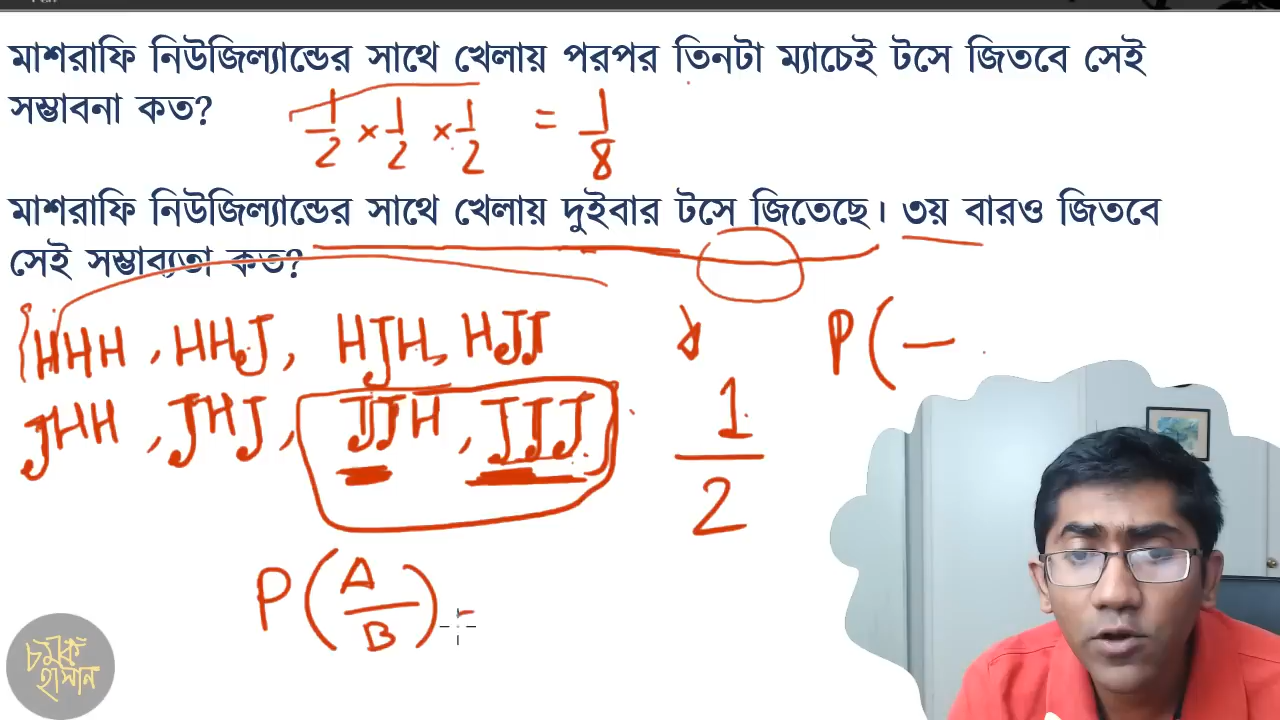 মাশরাফি নিউজিল্যান্ডের সাথে খেলায় পরপর তিনটা ম্যাচেই টসে জিতবে সেই
সম্ভাবনা কত?
1/2 × 1/2 × 1/2 = 1/8
মাশরাফি নিউজিল্যান্ডের সাথে খেলায় দুইবার টসে জিতেছে। ৩য় বারও জিতবে
সেই সম্ভাব্যতা কত?
{HHH, HHJ, HJH, HJJ
JHH, JHJ, JJH, JJJ
1/2
P(—
P(A/B) =
চমক
হাসান